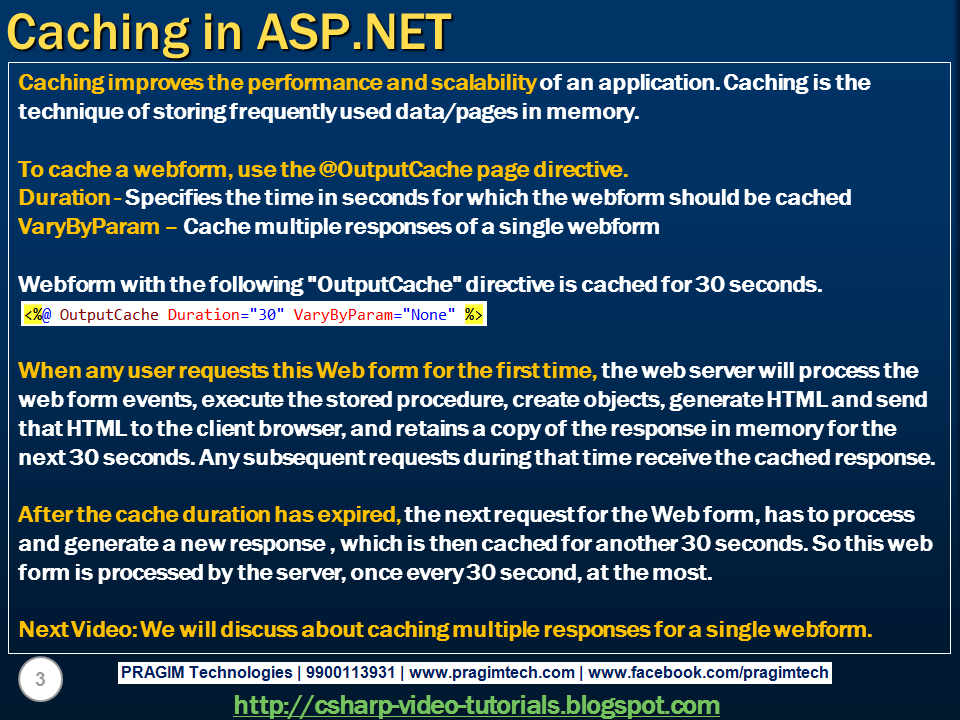 Caching in ASP.NET
Caching improves the performance and scalability of an application. Caching is the
technique of storing frequently used data/pages in memory.
To cache a webform, use the @OutputCache page directive.
Duration - Specifies the time in seconds for which the webform should be cached
VaryByParam – Cache multiple responses of a single webform
Webform with the following "OutputCache" directive is cached for 30 seconds.
<%@ OutputCache Duration="30" VaryByParam="None" %>
When any user requests this Web form for the first time, the web server will process the
web form events, execute the stored procedure, create objects, generate HTML and send
that HTML to the client browser, and retains a copy of the response in memory for the
next 30 seconds. Any subsequent requests during that time receive the cached response.
After the cache duration has expired, the next request for the Web form, has to process
and generate a new response , which is then cached for another 30 seconds. So this web
form is processed by the server, once every 30 second, at the most.
Next Video: We will discuss about caching multiple responses for a single webform.
3
PRAGIM Technologies | 9900113931 | www.pragimtech.com | www.facebook.com/pragimtech
http://csharp-video-tutorials.blogspot.com